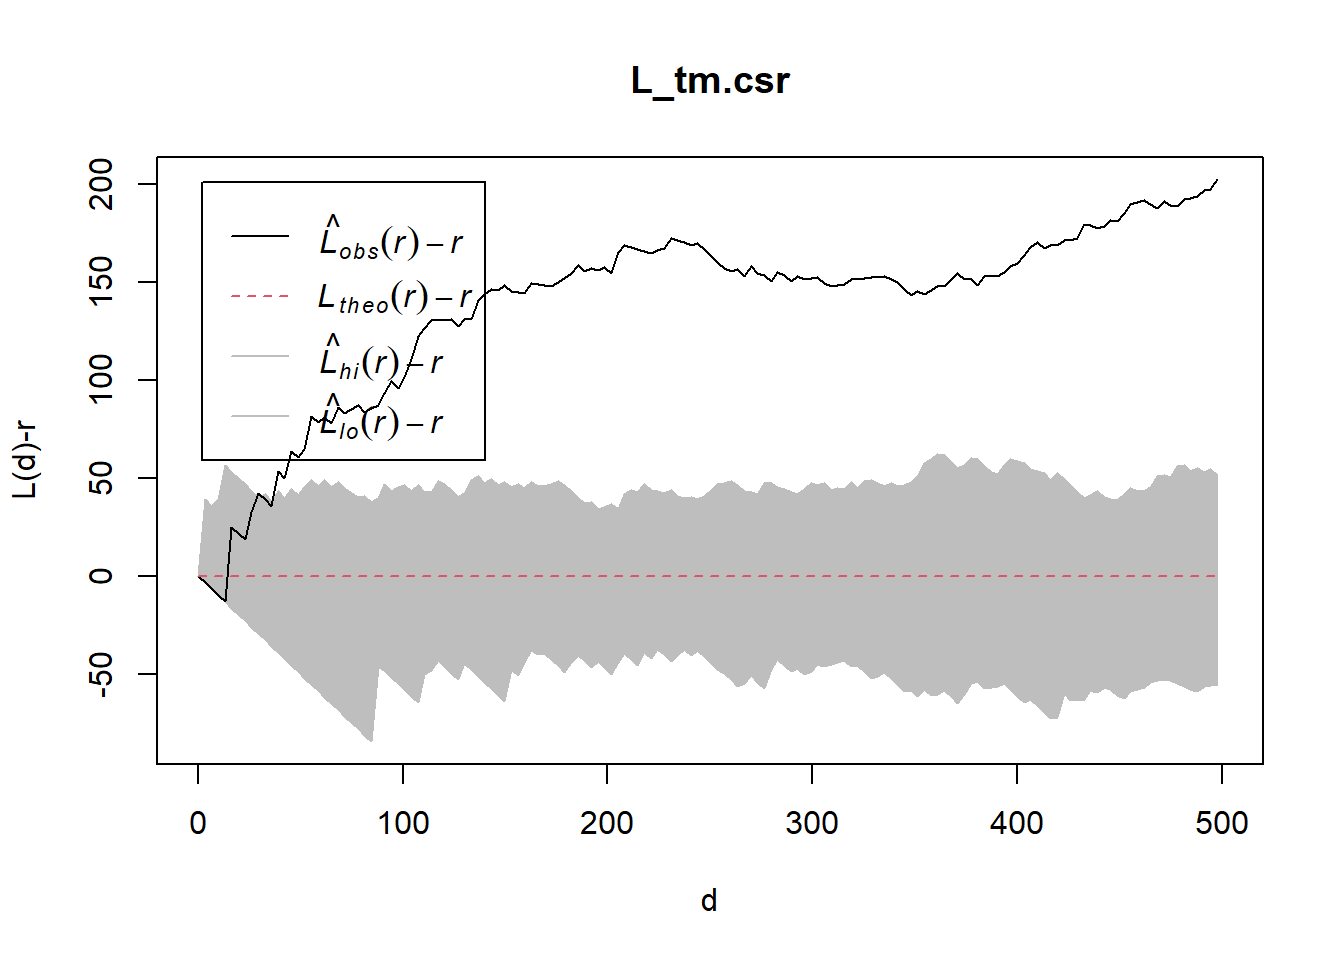 L_tm.csr
L̂obs(r) − r
Ltheo(r) − r
L̂hi(r) − r
L̂lo(r) − r
200
150
100
50
0
-50
L(d)-r
0 100 200 300 400 500
d